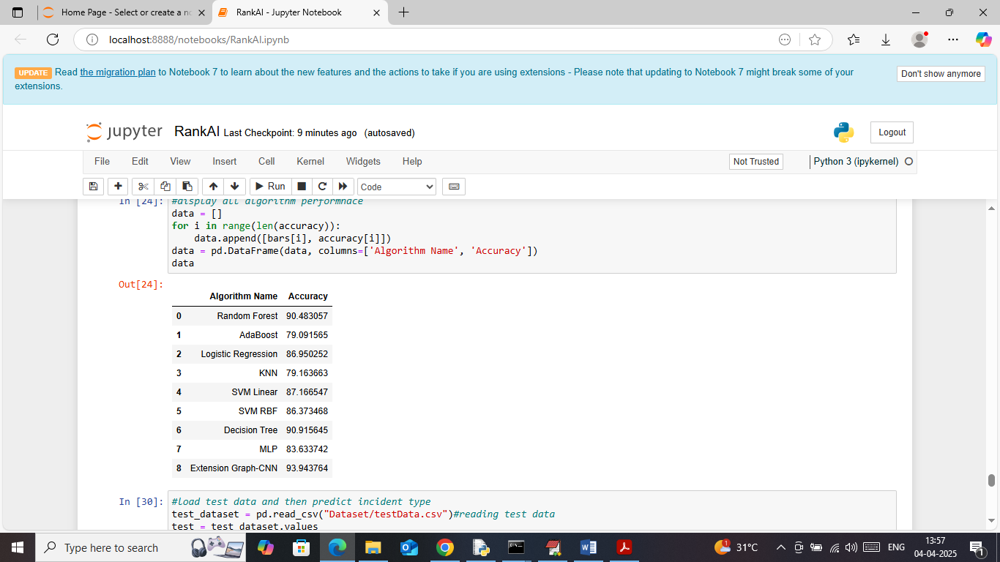 Home Page - Select or create a no
RankAI - Jupyter Notebook
localhost:8888/notebooks/RankAI.ipynb
UPDATE Read the migration plan to Notebook 7 to learn about the new features and the actions to take if you are using extensions - Please note that updating to Notebook 7 might break some of your
extensions.
Don't show anymore
jupyter RankAI Last Checkpoint: 9 minutes ago (autosaved)
Logout
File Edit View Insert Cell Kernel Widgets Help
Not Trusted
Python 3 (ipykernel)
Run
Code
In [24]: #display all algorithm performnace
data = []
for i in range(len(accuracy)):
    data.append([bars[i], accuracy[i]])
data = pd.DataFrame(data, columns=['Algorithm Name', 'Accuracy'])
data
Out[24]:
Algorithm Name Accuracy
0 Random Forest 90.483057
1 AdaBoost 79.091565
2 Logistic Regression 86.950252
3 KNN 79.163663
4 SVM Linear 87.166547
5 SVM RBF 86.373468
6 Decision Tree 90.915645
7 MLP 83.633742
8 Extension Graph-CNN 93.943764
In [30]: #load test data and then predict incident type
test_dataset = pd.read_csv("Dataset/testData.csv")#reading test data
test = test_dataset.values
Type here to search
1
31°C
ENG
13:57
04-04-2025
1